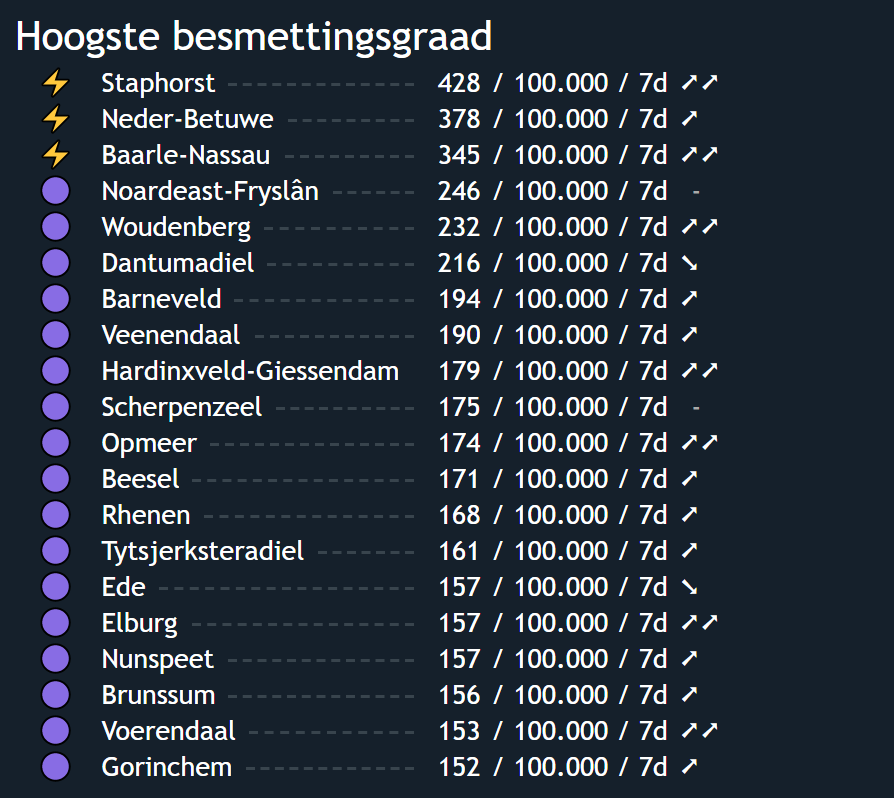 Hoogste besmettingsgraad
⚡ Staphorst ---------------- 428 / 100.000 / 7d ➚➚
⚡ Neder-Betuwe ----------- 378 / 100.000 / 7d ➚
⚡ Baarle-Nassau ----------- 345 / 100.000 / 7d ➚➚
Noardeast-Fryslân ------- 246 / 100.000 / 7d -
Woudenberg ------------- 232 / 100.000 / 7d ➚➚
Dantumadiel ------------- 216 / 100.000 / 7d ➘
Barneveld --------------- 194 / 100.000 / 7d ➚
Veenendaal -------------- 190 / 100.000 / 7d ➚
Hardinxveld-Giessendam 179 / 100.000 / 7d ➚➚
Scherpenzeel ------------ 175 / 100.000 / 7d -
Opmeer ----------------- 174 / 100.000 / 7d ➚➚
Beesel ------------------- 171 / 100.000 / 7d ➚
Rhenen ------------------ 168 / 100.000 / 7d ➚
Tytsjerksteradiel -------- 161 / 100.000 / 7d ➚
Ede --------------------- 157 / 100.000 / 7d ➘
Elburg ------------------- 157 / 100.000 / 7d ➚➚
Nunspeet ---------------- 157 / 100.000 / 7d ➚
Brunssum ---------------- 156 / 100.000 / 7d ➚
Voerendaal -------------- 153 / 100.000 / 7d ➚➚
Gorinchem -------------- 152 / 100.000 / 7d ➚